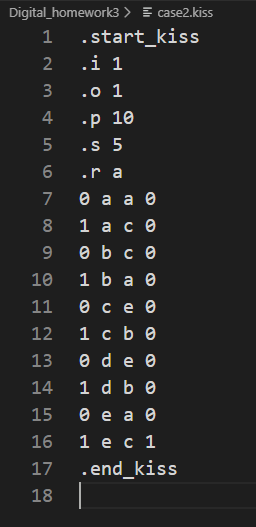 Digital_homework3 > case2.kiss
1 .start_kiss
2 .i 1
3 .o 1
4 .p 10
5 .s 5
6 .r a
7 0 a a 0
8 1 a c 0
9 0 b c 0
10 1 b a 0
11 0 c e 0
12 1 c b 0
13 0 d e 0
14 1 d b 0
15 0 e a 0
16 1 e c 1
17 .end_kiss
18